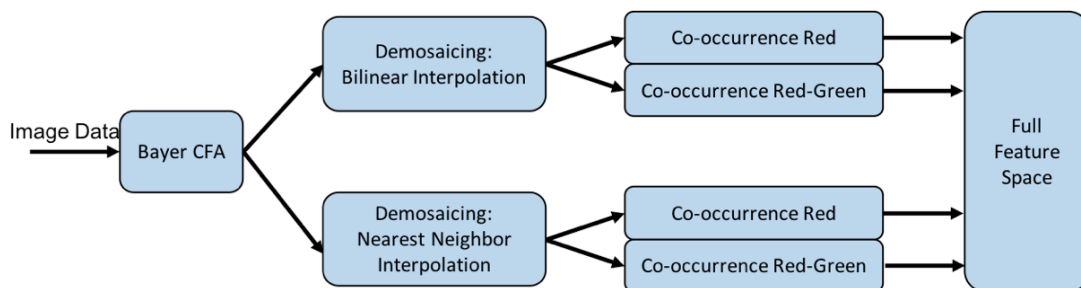 Image Data
Bayer CFA
Demosaicing:
Bilinear Interpolation
Co-occurrence Red
Co-occurrence Red-Green
Demosaicing:
Nearest Neighbor
Interpolation
Co-occurrence Red
Co-occurrence Red-Green
Full
Feature
Space